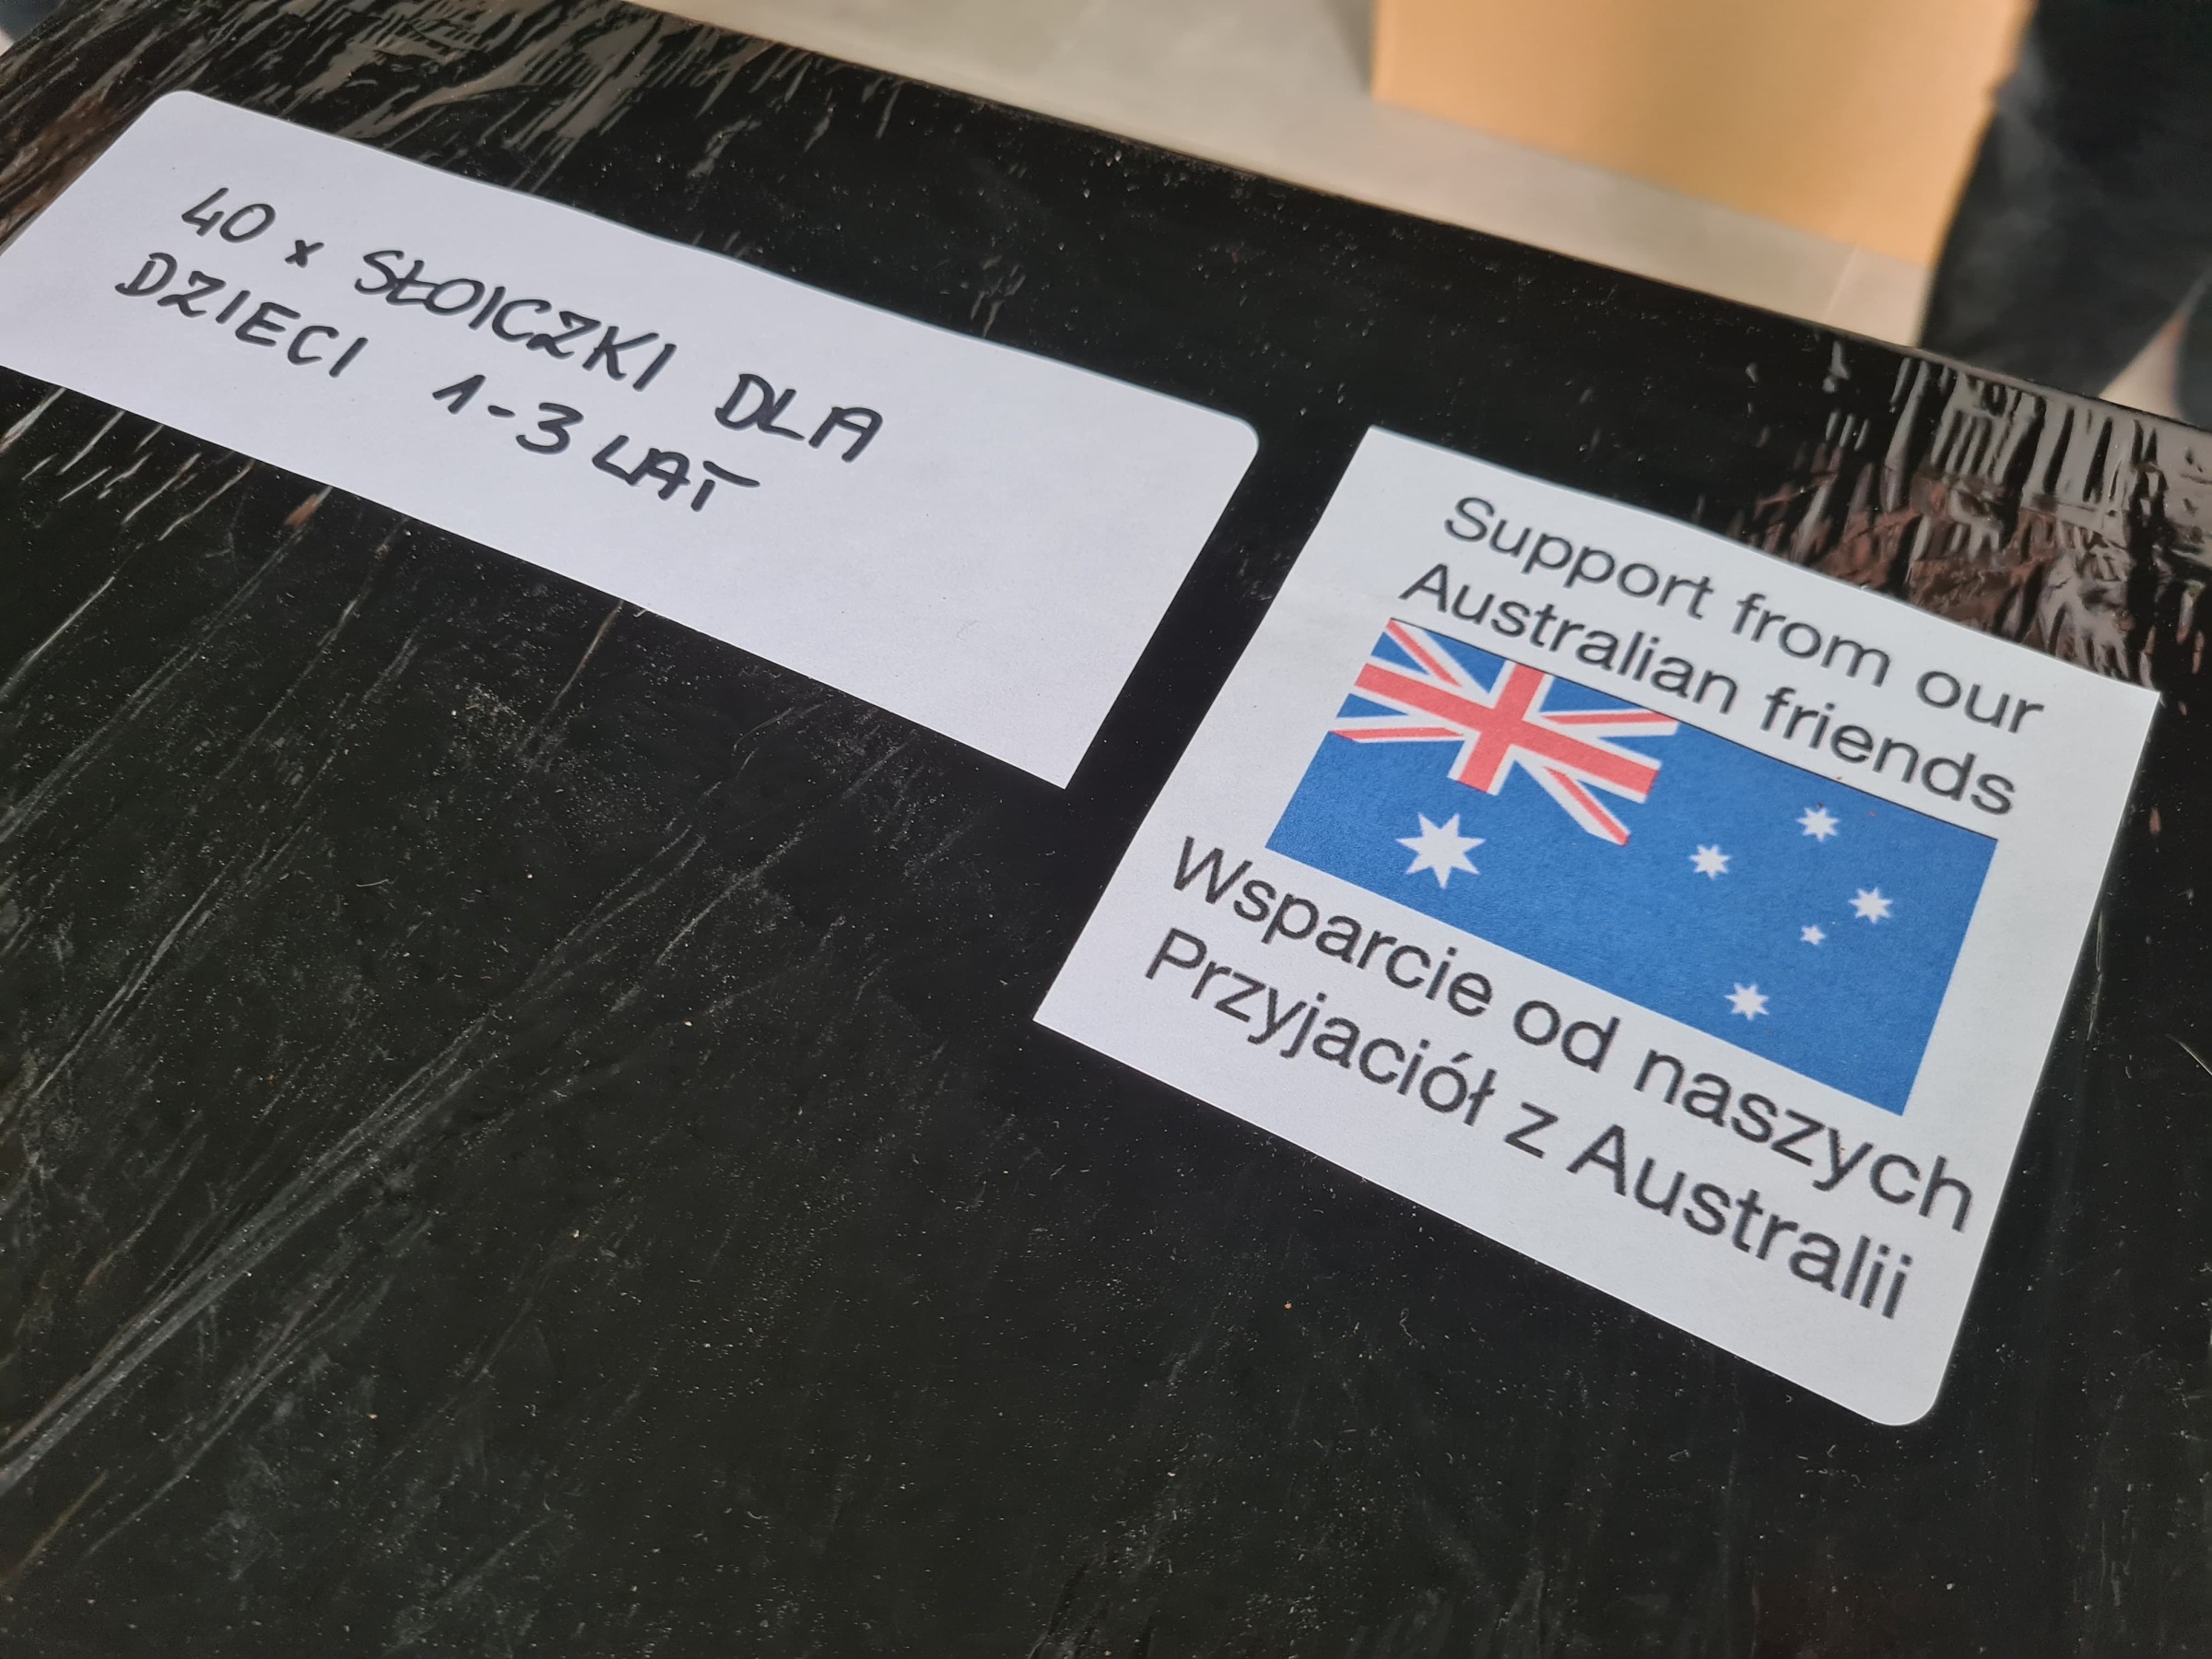 40 x SŁOICZKI DLA
DZIECI 1-3 LAT
Support from our
Australian friends
Wsparcie od naszych
Przyjaciół z Australii